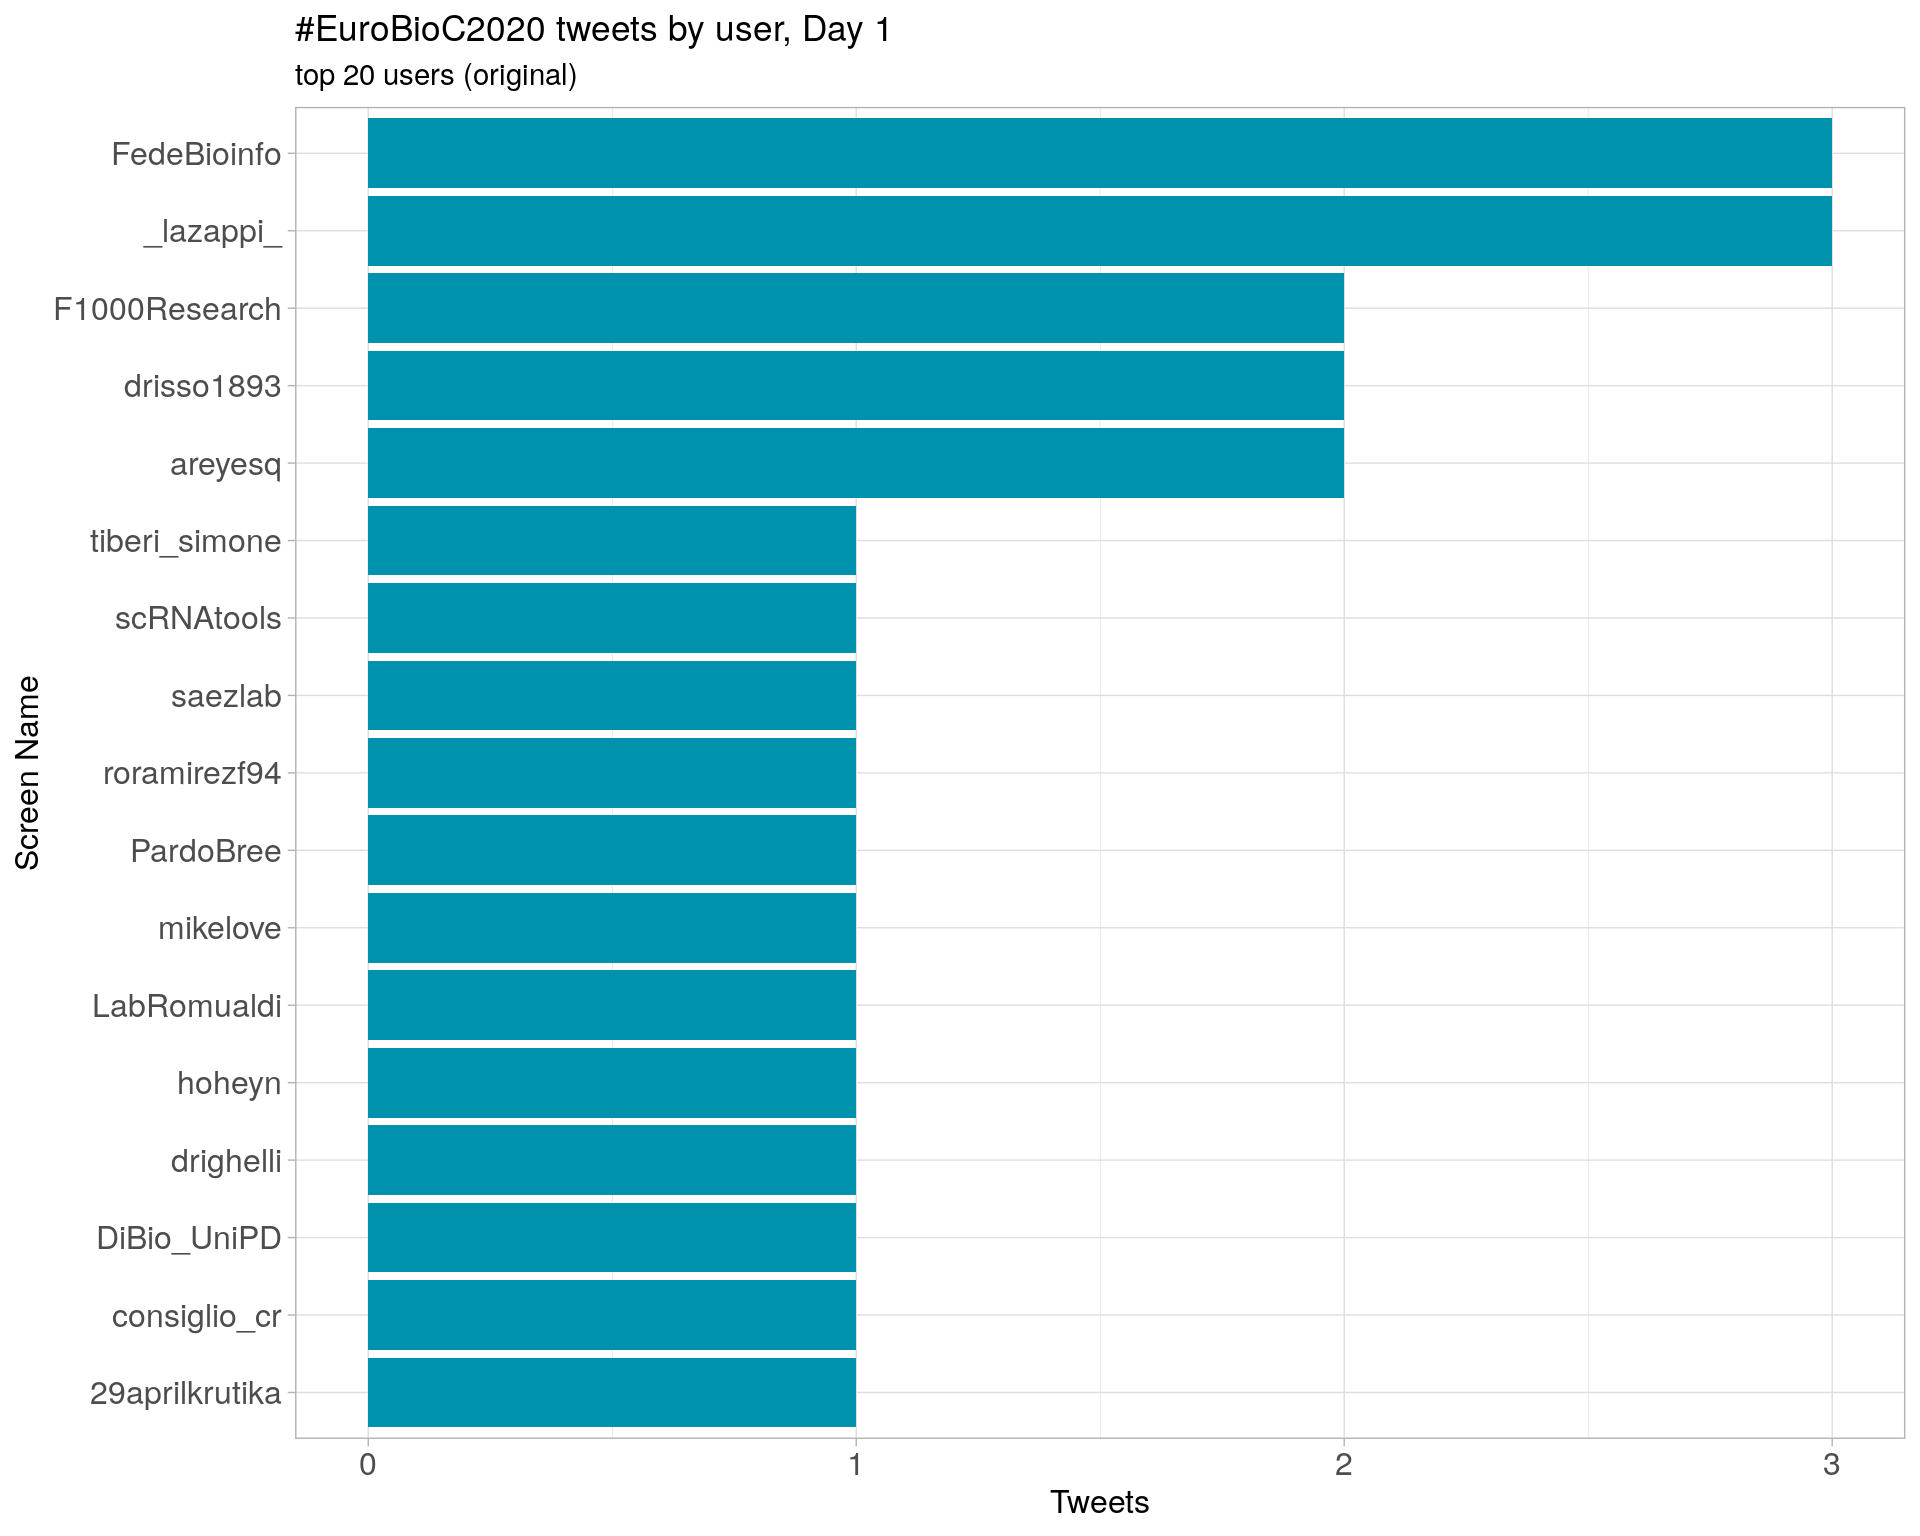 #EuroBioC2020 tweets by user, Day 1
top 20 users (original)
FedeBioinfo
_lazappi_
F1000Research
drisso1893
areyesq
tiberi_simone
scRNAtools
saezlab
roramirezf94
PardoBree
mikelove
LabRomualdi
hoheyn
drighelli
DiBio_UniPD
consiglio_cr
29aprilkrutika
Screen Name
0 1 2 3
Tweets